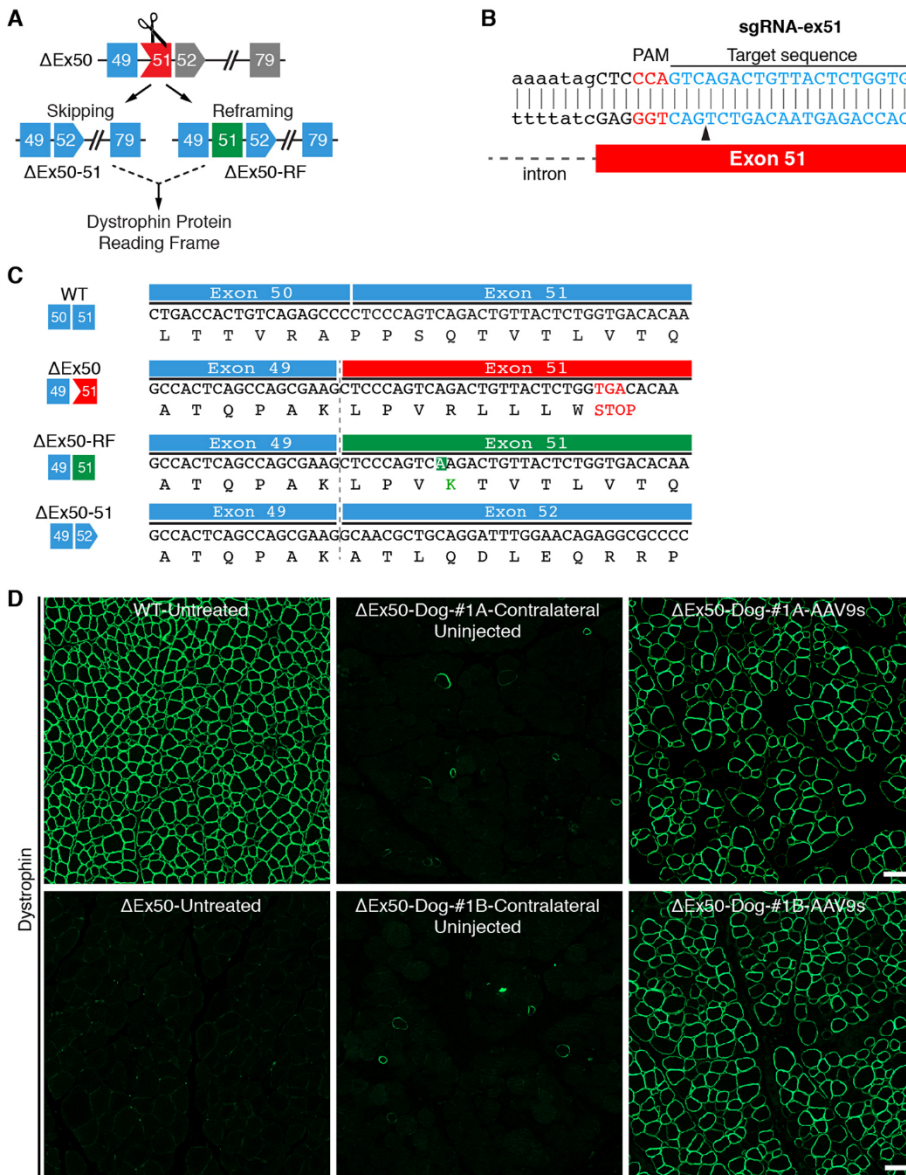 A
ΔEx50
49
51
52
79
Skipping
Reframing
49
52
79
49
51
52
79
ΔEx50-51
ΔEx50-RF
Dystrophin Protein
Reading Frame
B
sgRNA-ex51
PAM
Target sequence
aaaatagCTCCCAGTCAGACTGTTACTCTGGTG
ttttatcGAGGGTCAGTCTGACAATGAGACCAC
intron
Exon 51
C
WT
50 51
Exon 50
Exon 51
CTGACCACTGTCAGAGCCCCTCCCAGTCAGACTGTTACTCTGGTGACACAA
L T T V R A P P S Q T V T L V T Q
ΔEx50
49 51
Exon 49
Exon 51
GCCACTCAGCCAGCGAAGCTCCCAGTCAGACTGTTACTCTGGTGACACAA
A T Q P A K L P V R L L L W STOP
ΔEx50-RF
49 51
Exon 49
Exon 51
GCCACTCAGCCAGCGAAGCTCCCAGTCAAGACTGTTACTCTGGTGACACAA
A T Q P A K L P V K T V T L V T Q
ΔEx50-51
49 52
Exon 49
Exon 52
GCCACTCAGCCAGCGAAGGCAACGCTGCAGGATTTGGAACAGAGGCGCCCC
A T Q P A K A T L Q D L E Q R R P
D
Dystrophin
WT-Untreated
ΔEx50-Dog-#1A-Contralateral
Uninjected
ΔEx50-Dog-#1A-AAV9s
ΔEx50-Untreated
ΔEx50-Dog-#1B-Contralateral
Uninjected
ΔEx50-Dog-#1B-AAV9s